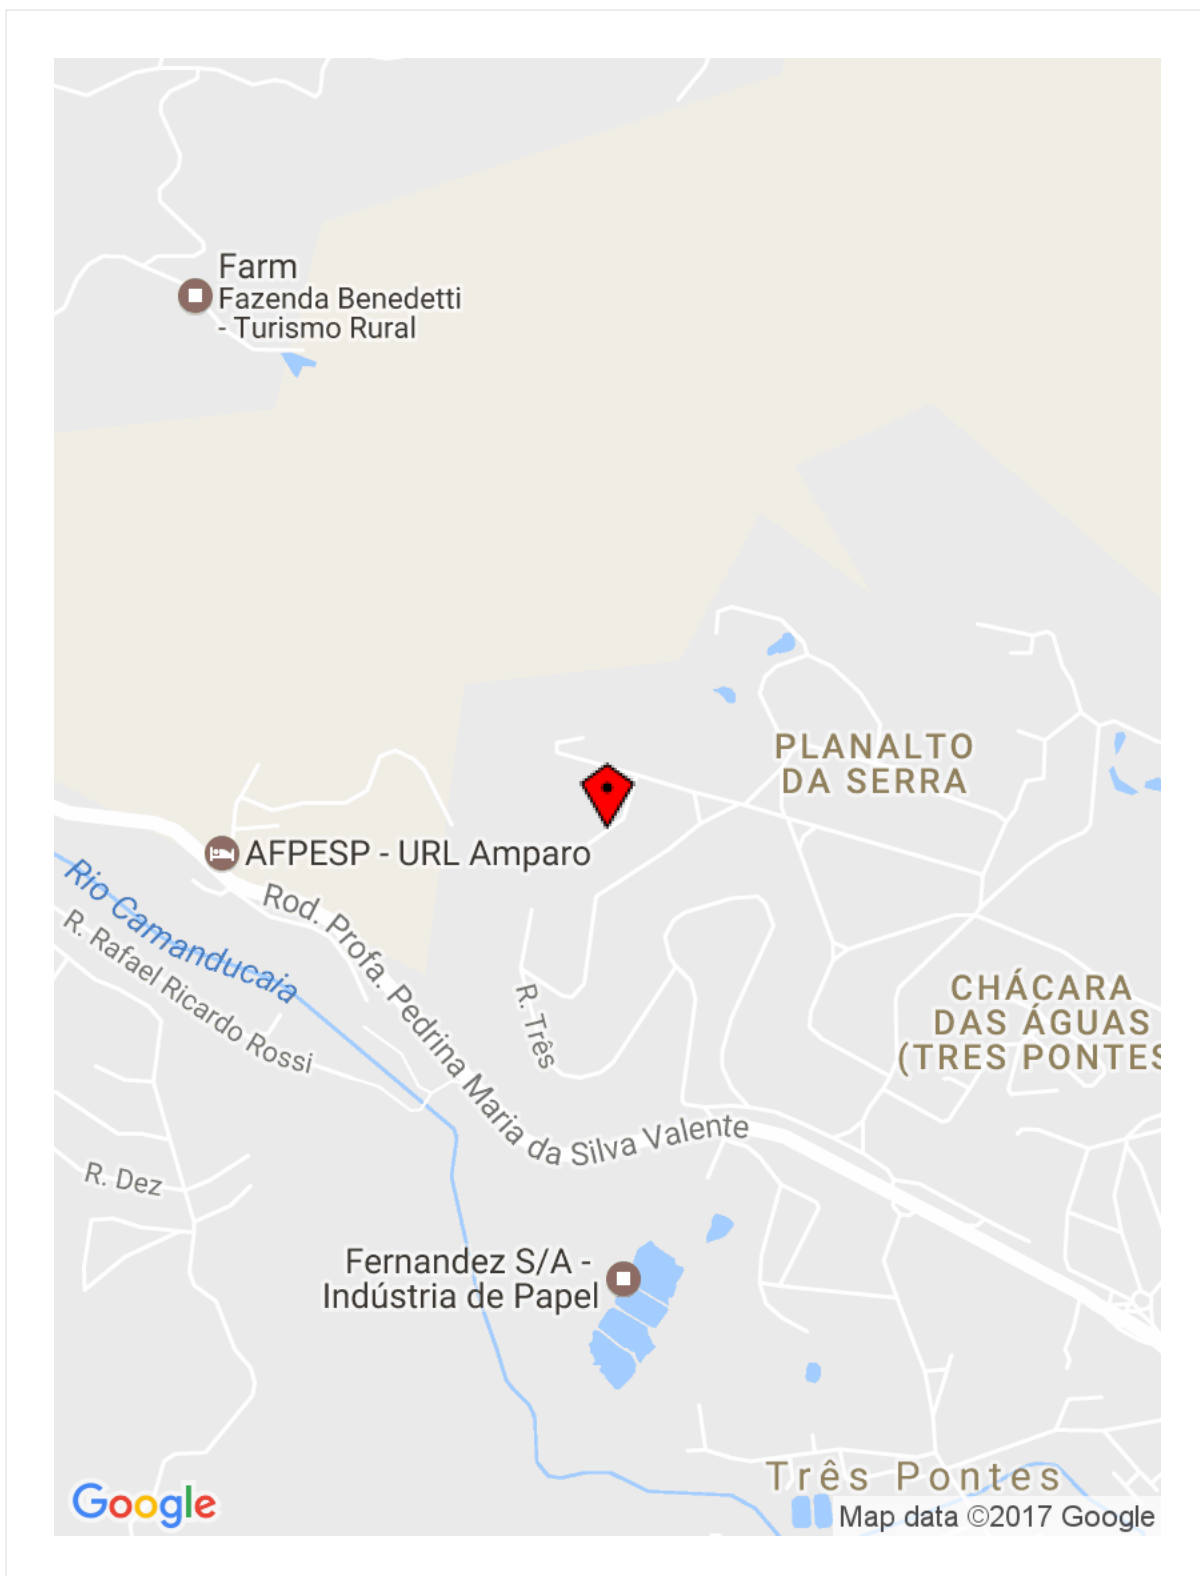 Farm
Fazenda Benedetti
- Turismo Rural
PLANALTO
DA SERRA
AFPESP - URL Amparo
Rio Camanducaia
Rod. Profa. Pedrina Maria da Silva Valente
R. Rafael Ricardo Rossi
R. Três
CHÁCARA
DAS ÁGUAS
(TRES PONTES
R. Dez
Fernandez S/A -
Indústria de Papel
Três Pontes
Google
Map data ©2017 Google